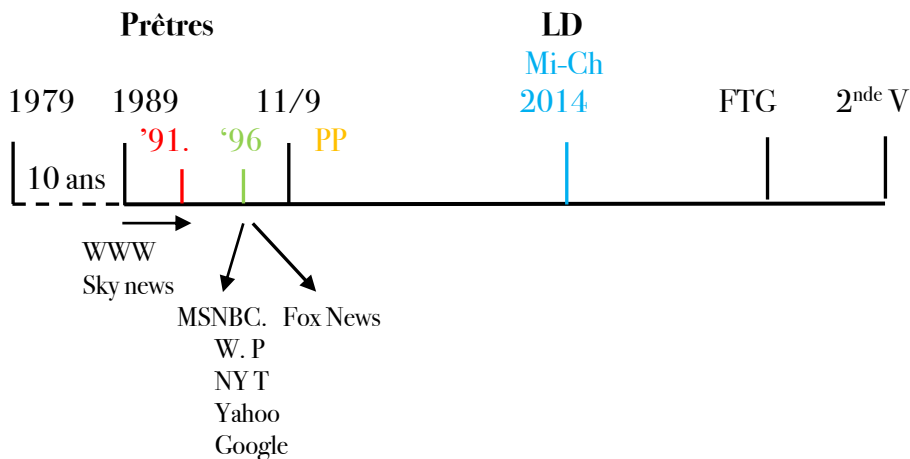 Prêtres LD
Mi-Ch
1979 1989 11/9 2014 FTG 2nde V
’91. ‘96 PP
10 ans
WWW
Sky news
MSNBC. Fox News
W. P
NY T
Yahoo
Google